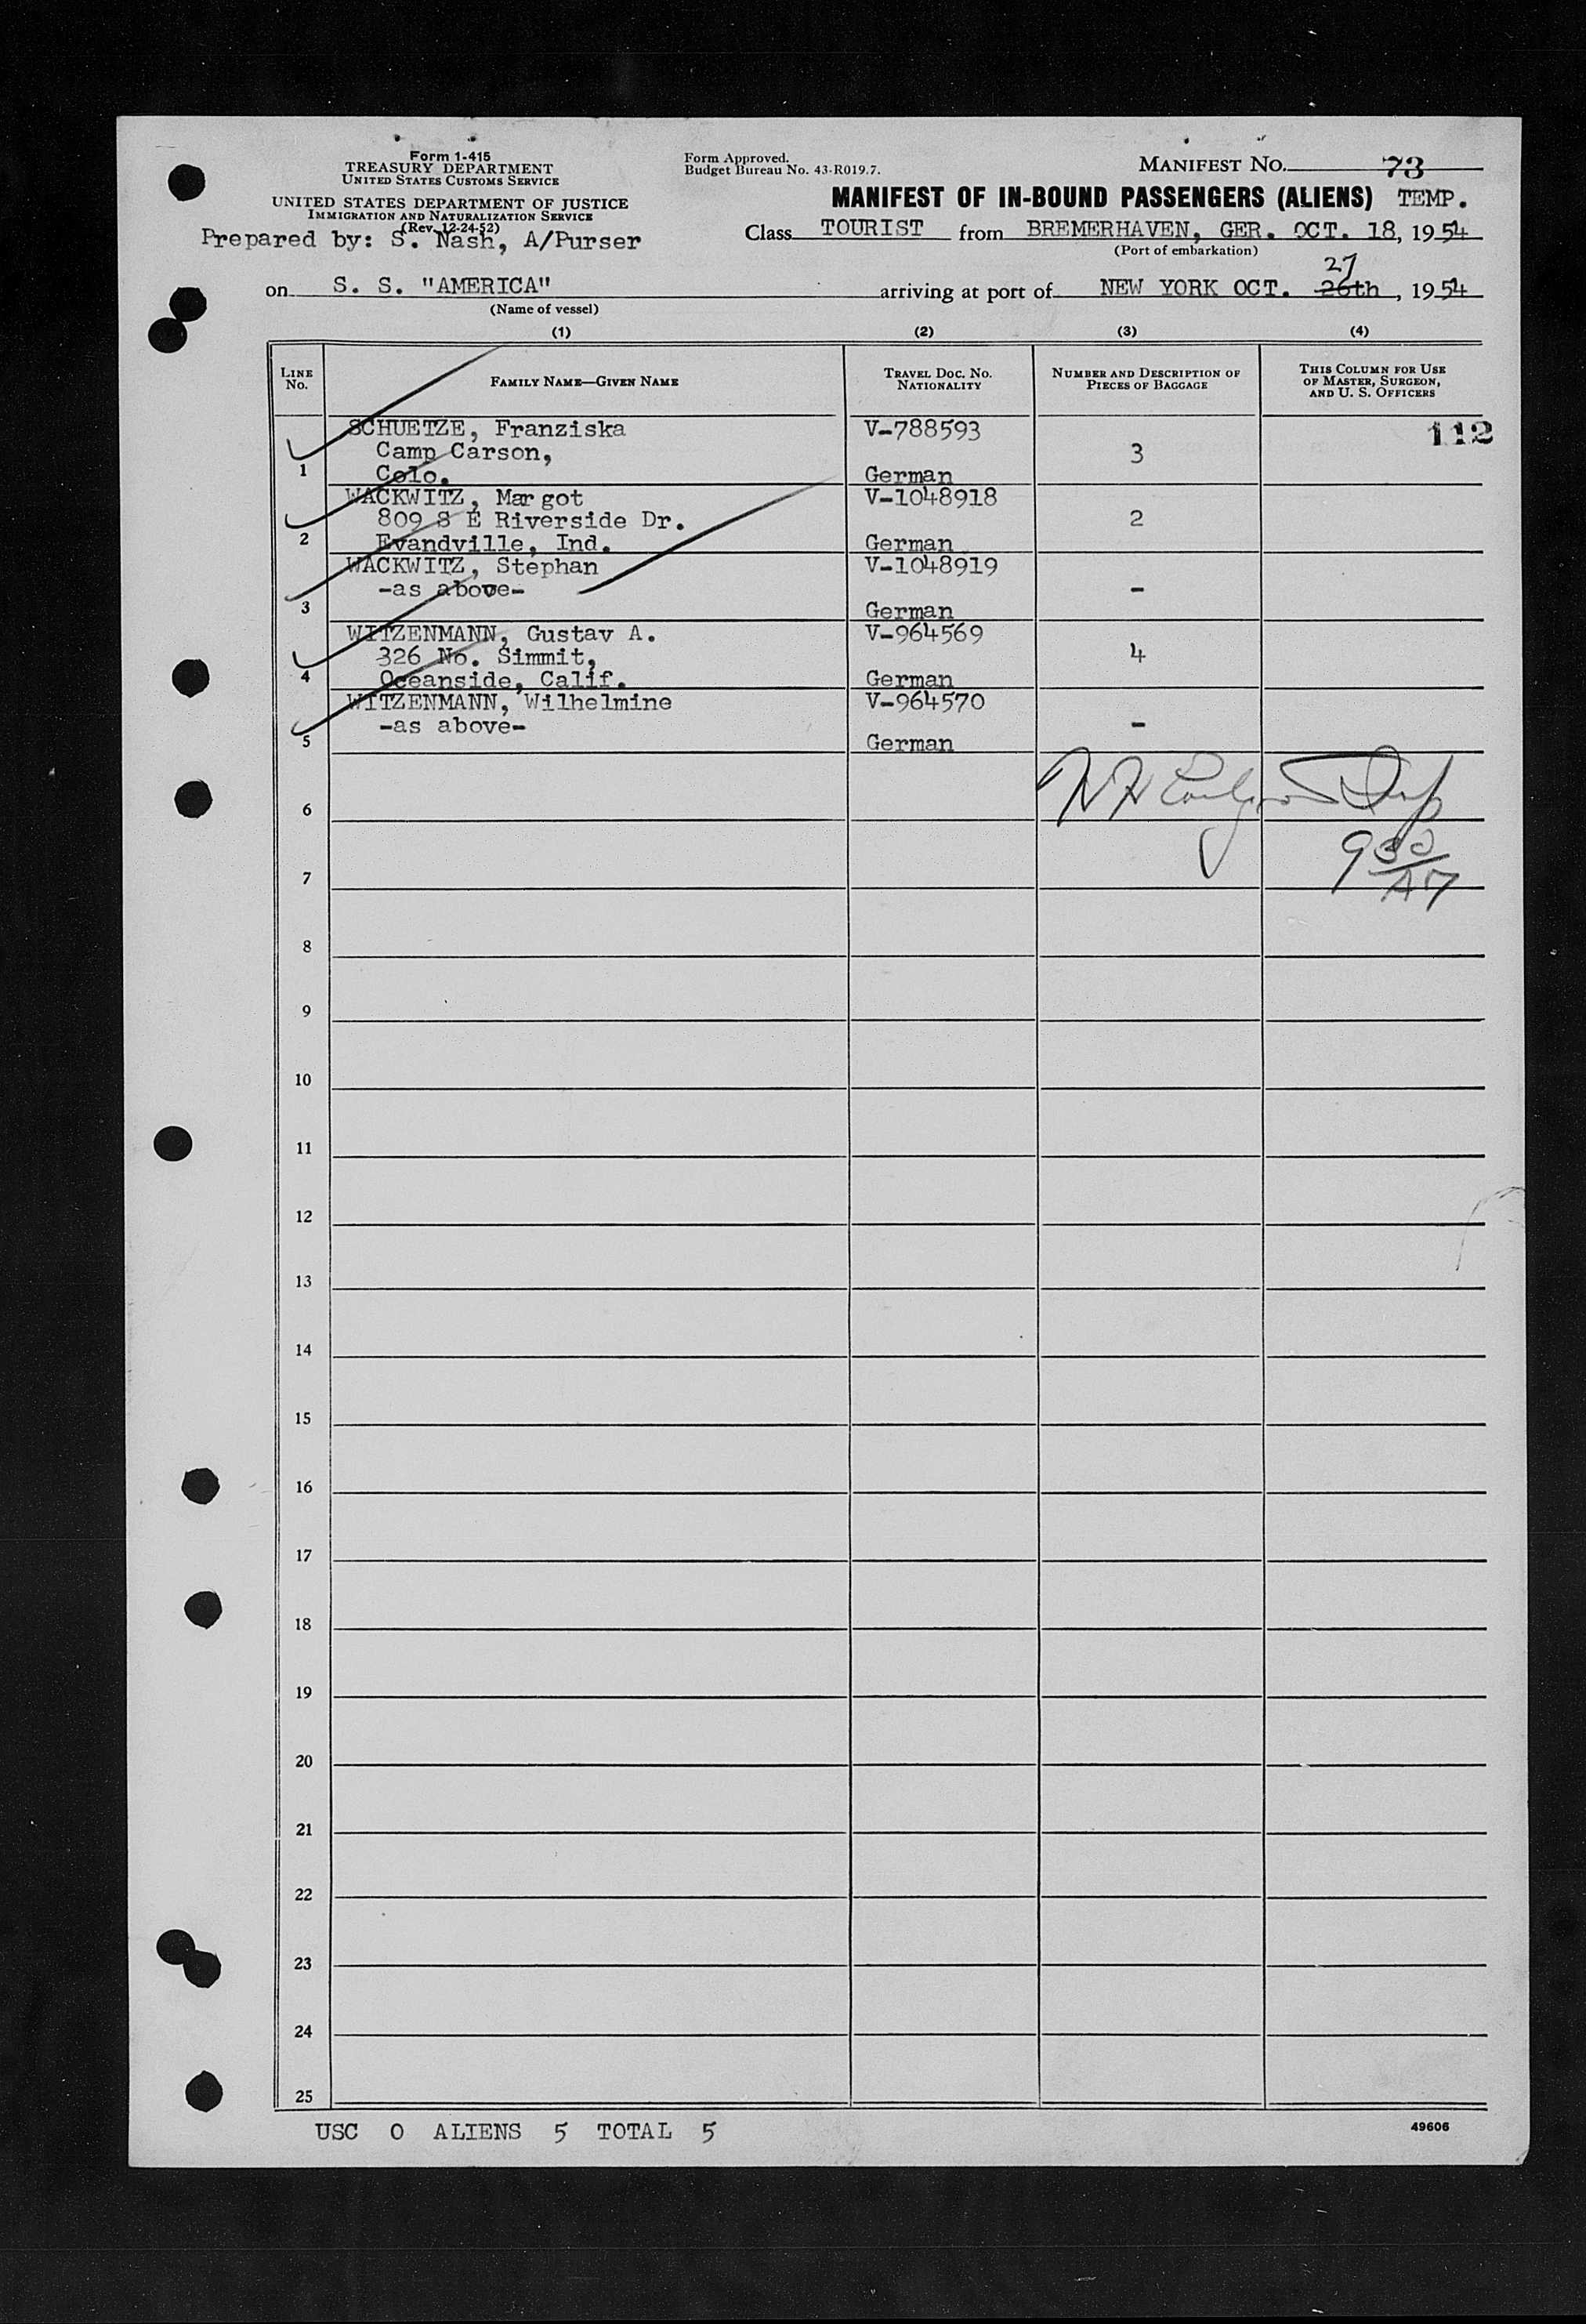 Form 1-415
TREASURY DEPARTMENT
UNITED STATES CUSTOMS SERVICE
UNITED STATES DEPARTMENT OF JUSTICE
IMMIGRATION AND NATURALIZATION SERVICE
(Rev. 12-24-52)
Prepared by: S. Nash, A/Purser
Form Approved.
Budget Bureau No. 43-R019.7.
MANIFEST NO. 73
MANIFEST OF IN-BOUND PASSENGERS (ALIENS) TEMP.
Class TOURIST from BREMERHAVEN, GER. OCT. 18, 1954
(Port of embarkation)
27
on S. S. "AMERICA" arriving at port of NEW YORK OCT. 26th, 1954
(Name of vessel)
(1) (2) (3) (4)
LINE No. FAMILY NAME—GIVEN NAME TRAVEL DOC. NO. NATIONALITY NUMBER AND DESCRIPTION OF PIECES OF BAGGAGE THIS COLUMN FOR USE OF MASTER, SURGEON, AND U. S. OFFICERS
SCHUETZE, Franziska V-788593 112
Camp Carson, 3
1 Colo. German
WACKWITZ, Margot V-1048918
809 S E Riverside Dr. 2
2 Evandville, Ind. German
WACKWITZ, Stephan V-1048919
-as above- -
3 German
WITZENMANN, Gustav A. V-964569
326 No. Simmit, 4
4 Oceanside, Calif. German
WITZENMANN, Wilhelmine V-964570
-as above- -
5 German
6
930
7
8
9
10
11
12
13
14
15
16
17
18
19
20
21
22
23
24
25
USC 0 ALIENS 5 TOTAL 5
49606